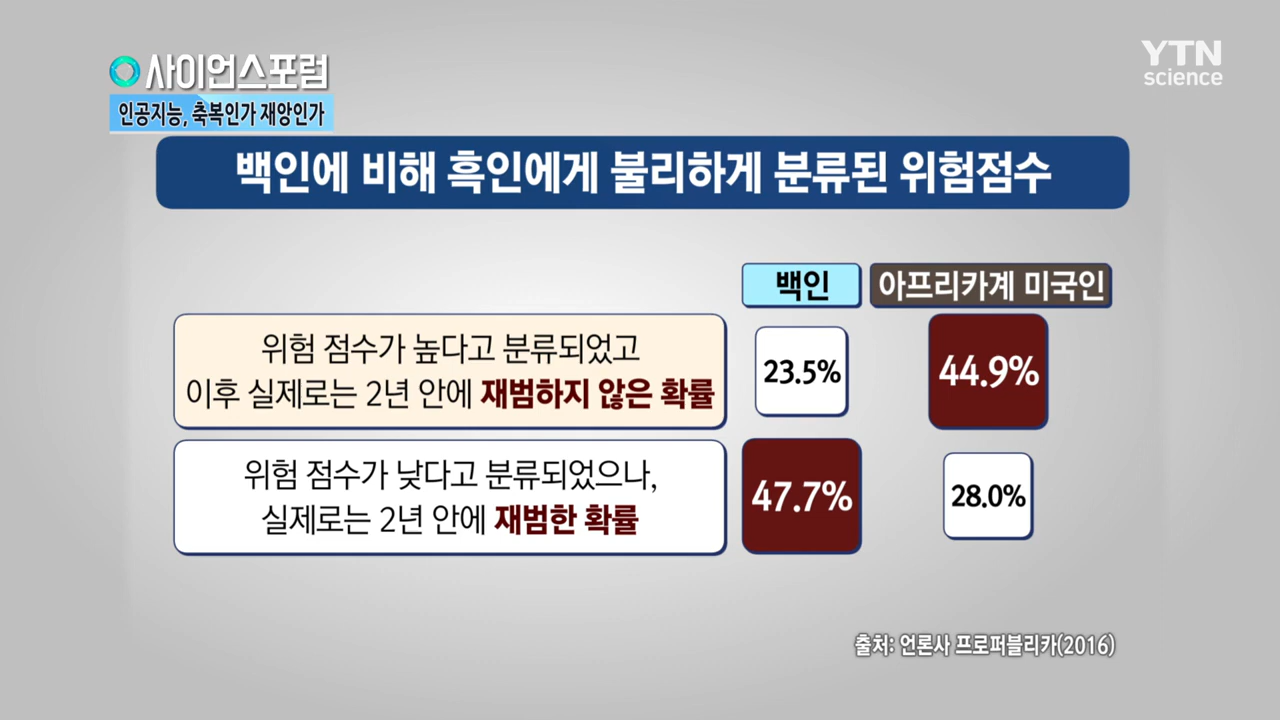 사이언스포럼
YTN
science
인공지능, 축복인가 재앙인가
백인에 비해 흑인에게 불리하게 분류된 위험점수
백인
아프리카계 미국인
위험 점수가 높다고 분류되었고
이후 실제로는 2년 안에 재범하지 않은 확률
23.5%
44.9%
위험 점수가 낮다고 분류되었으나,
실제로는 2년 안에 재범한 확률
47.7%
28.0%
출처: 언론사 프로퍼블리카(2016)